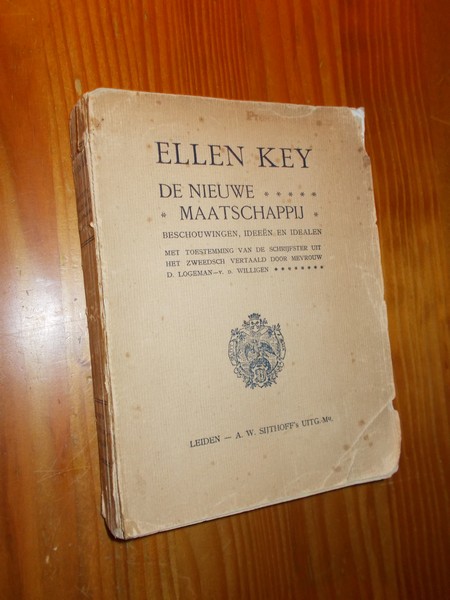 ELLEN KEY
DE NIEUWE * * * * *
* MAATSCHAPPIJ *
BESCHOUWINGEN, IDEEËN, EN IDEALEN
MET TOESTEMMING VAN DE SCHRIJFSTER UIT
HET ZWEEDSCH VERTAALD DOOR MEVROUW
D. LOGEMAN—v. D. WILLIGEN * * * * * * * *
LEIDEN — A. W. SIJTHOFF's UITG.-Mij.